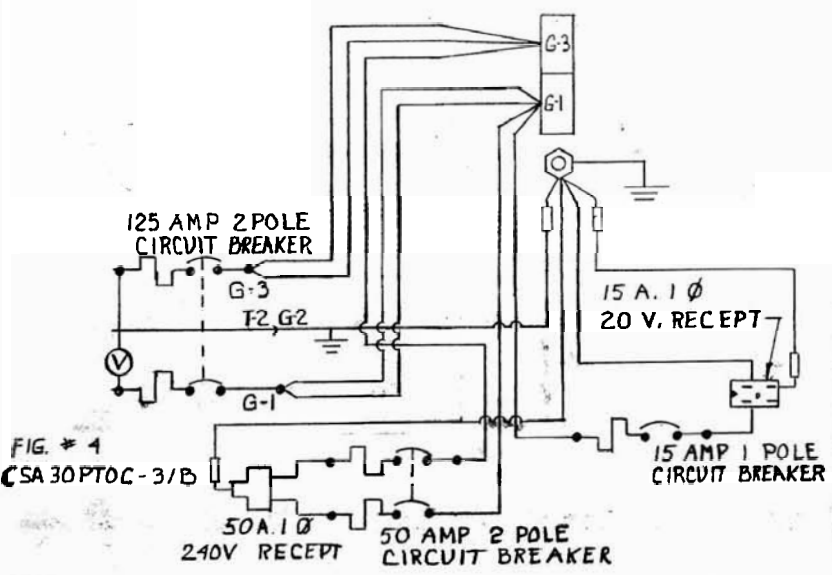 G-3
G-1
125 AMP 2 POLE
CIRCUIT BREAKER
G-3
15 A. 1 Ø
20 V. RECEPT
T-2 G-2
V
G-1
FIG. # 4
CSA 30PTOC-3/B
15 AMP 1 POLE
CIRCUIT BREAKER
50A. 1 Ø
240V RECEPT
50 AMP 2 POLE
CIRCUIT BREAKER